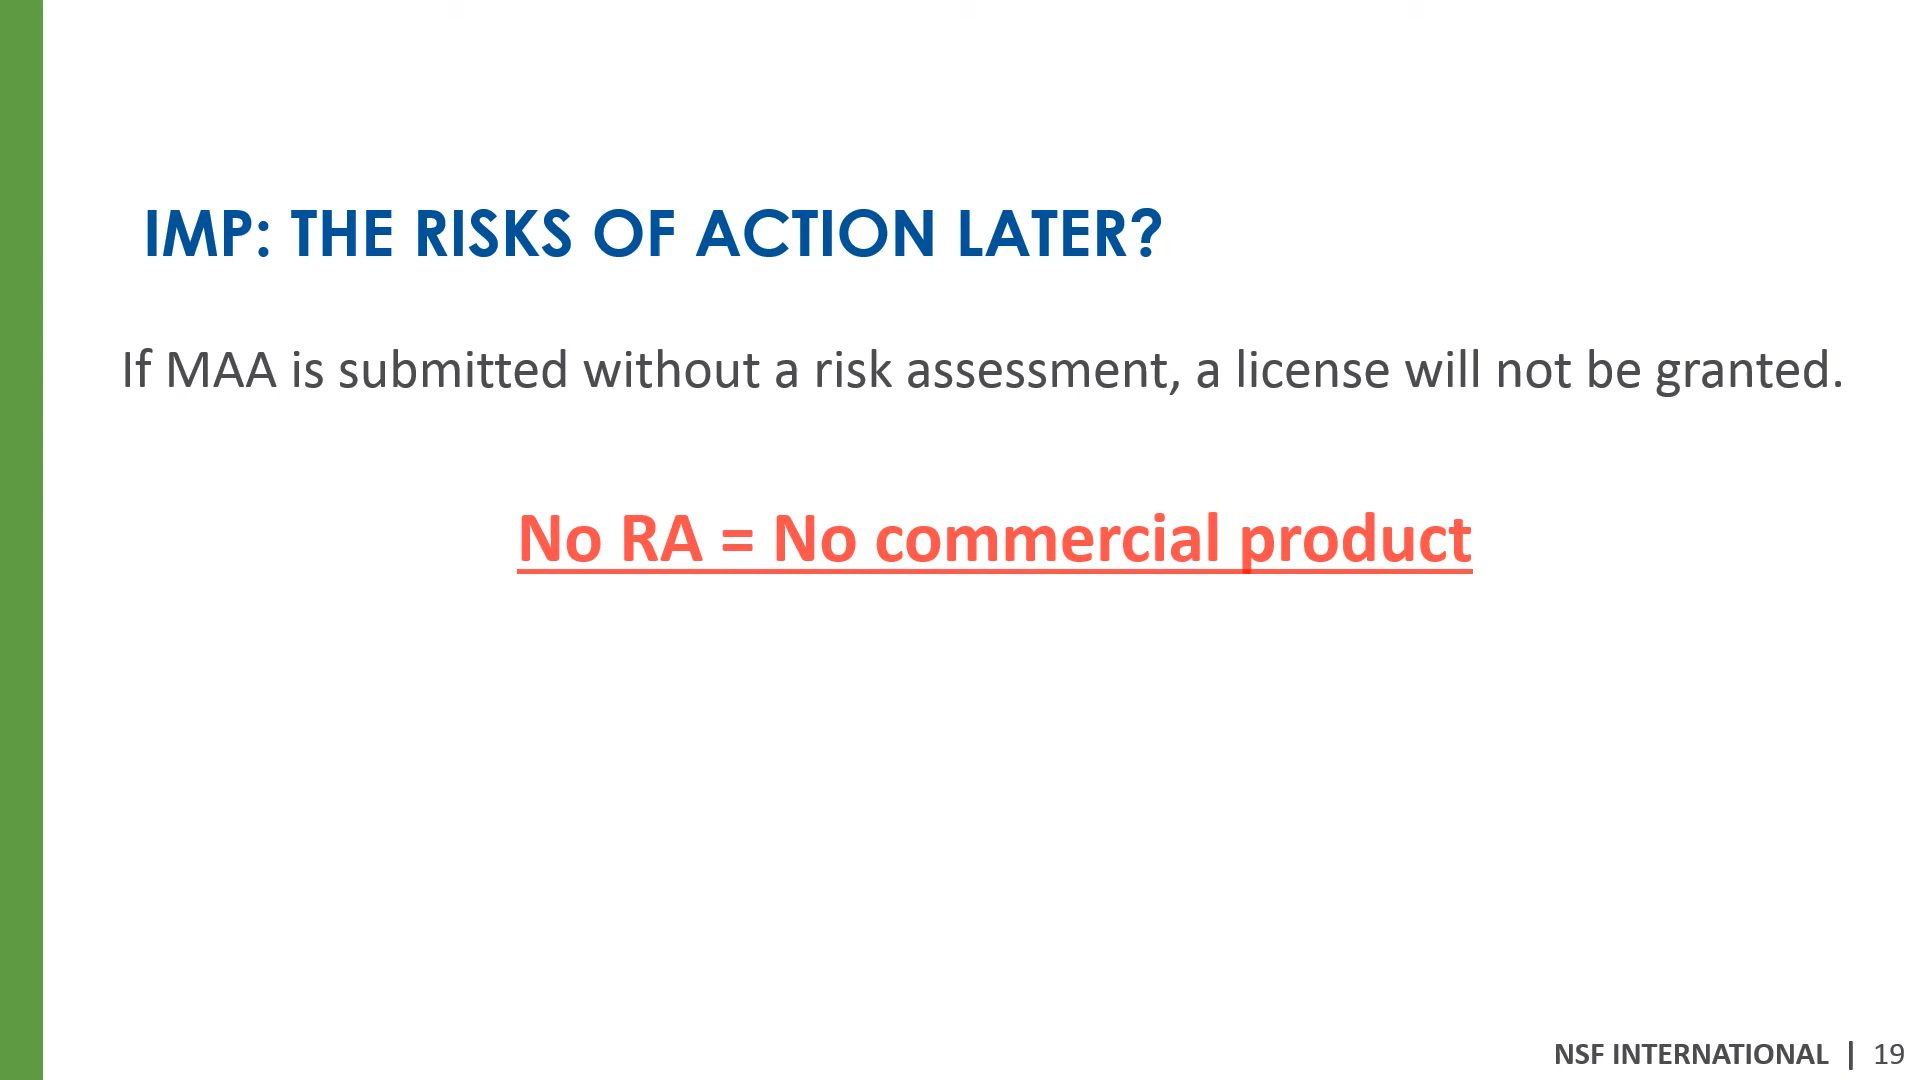 IMP: THE RISKS OF ACTION LATER?
If MAA is submitted without a risk assessment, a license will not be granted.
No RA = No commercial product
NSF INTERNATIONAL | 19